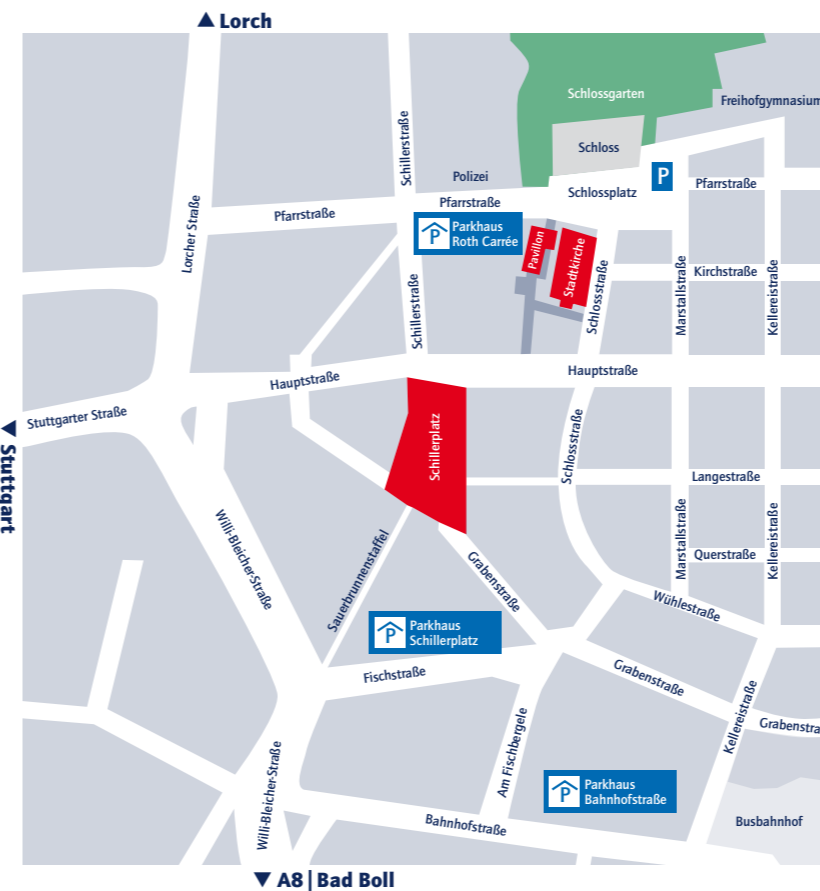 Lorch
Schlossgarten
Freihofgymnasium
Schillerstraße
Schloss
Polizei
P
Pfarrstraße
Schlossplatz
Pfarrstraße
Pfarrstraße
Lorcher Straße
P
Parkhaus
Roth Carrée
Pavillon
Stadtkirche
Schlossstraße
Marstallstraße
Kirchstraße
Kellereistraße
Schillerstraße
Hauptstraße
Hauptstraße
Stuttgarter Straße
Stuttgart
Schillerplatz
Schlossstraße
Langestraße
Marstallstraße
Kellereistraße
Querstraße
Willi-Bleicher-Straße
Sauerbrunnenstaffel
Grabenstraße
Wühlestraße
P
Parkhaus
Schillerplatz
Fischstraße
Grabenstraße
Kellereistraße
Grabenstra
Am Fischbergele
Willi-Bleicher-Straße
P
Parkhaus
Bahnhofstraße
Bahnhofstraße
Busbahnhof
A8 | Bad Boll